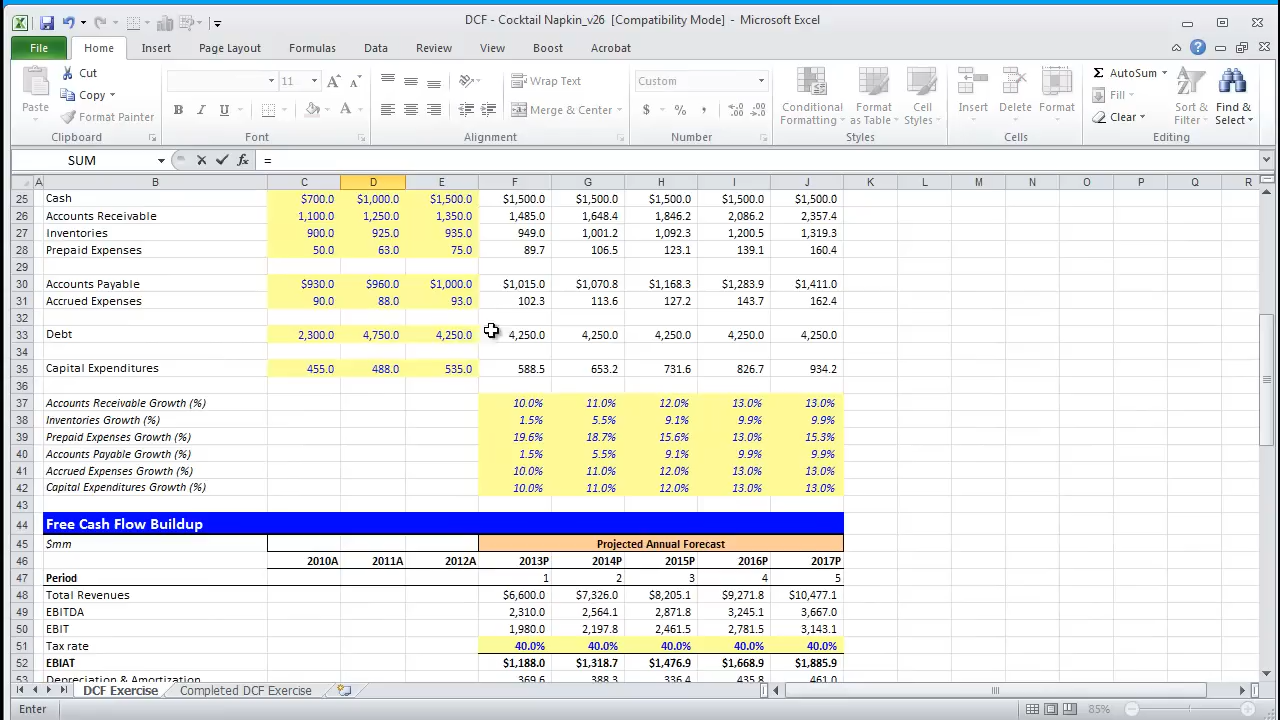 DCF - Cocktail Napkin_v26 [Compatibility Mode] - Microsoft Excel
File Home Insert Page Layout Formulas Data Review View Boost Acrobat
Paste Cut Copy Format Painter
11 B I U
Wrap Text Merge & Center
Custom $ % ,
Conditional Formatting Format as Table Cell Styles
Insert Delete Format
AutoSum Fill Clear Sort & Filter Find & Select
Clipboard Font Alignment Number Styles Cells Editing
SUM fx =
A B C D E F G H I J K L M N O P Q R
25 Cash $700.0 $1,000.0 $1,500.0 $1,500.0 $1,500.0 $1,500.0 $1,500.0 $1,500.0
26 Accounts Receivable 1,100.0 1,250.0 1,350.0 1,485.0 1,648.4 1,846.2 2,086.2 2,357.4
27 Inventories 900.0 925.0 935.0 949.0 1,001.2 1,092.3 1,200.5 1,319.3
28 Prepaid Expenses 50.0 63.0 75.0 89.7 106.5 123.1 139.1 160.4
29
30 Accounts Payable $930.0 $960.0 $1,000.0 $1,015.0 $1,070.8 $1,168.3 $1,283.9 $1,411.0
31 Accrued Expenses 90.0 88.0 93.0 102.3 113.6 127.2 143.7 162.4
32
33 Debt 2,300.0 4,750.0 4,250.0 4,250.0 4,250.0 4,250.0 4,250.0 4,250.0
34
35 Capital Expenditures 455.0 488.0 535.0 588.5 653.2 731.6 826.7 934.2
36
37 Accounts Receivable Growth (%) 10.0% 11.0% 12.0% 13.0% 13.0%
38 Inventories Growth (%) 1.5% 5.5% 9.1% 9.9% 9.9%
39 Prepaid Expenses Growth (%) 19.6% 18.7% 15.6% 13.0% 15.3%
40 Accounts Payable Growth (%) 1.5% 5.5% 9.1% 9.9% 9.9%
41 Accrued Expenses Growth (%) 10.0% 11.0% 12.0% 13.0% 13.0%
42 Capital Expenditures Growth (%) 10.0% 11.0% 12.0% 13.0% 13.0%
43
44 Free Cash Flow Buildup
45 $mm Projected Annual Forecast
46 2010A 2011A 2012A 2013P 2014P 2015P 2016P 2017P
47 Period 1 2 3 4 5
48 Total Revenues $6,600.0 $7,326.0 $8,205.1 $9,271.8 $10,477.1
49 EBITDA 2,310.0 2,564.1 2,871.8 3,245.1 3,667.0
50 EBIT 1,980.0 2,197.8 2,461.5 2,781.5 3,143.1
51 Tax rate 40.0% 40.0% 40.0% 40.0% 40.0%
52 EBIAT $1,188.0 $1,318.7 $1,476.9 $1,668.9 $1,885.9
53 Depreciation & Amortization 369.6 388.3 336.4 435.8 461.0
DCF Exercise Completed DCF Exercise
Enter 85%